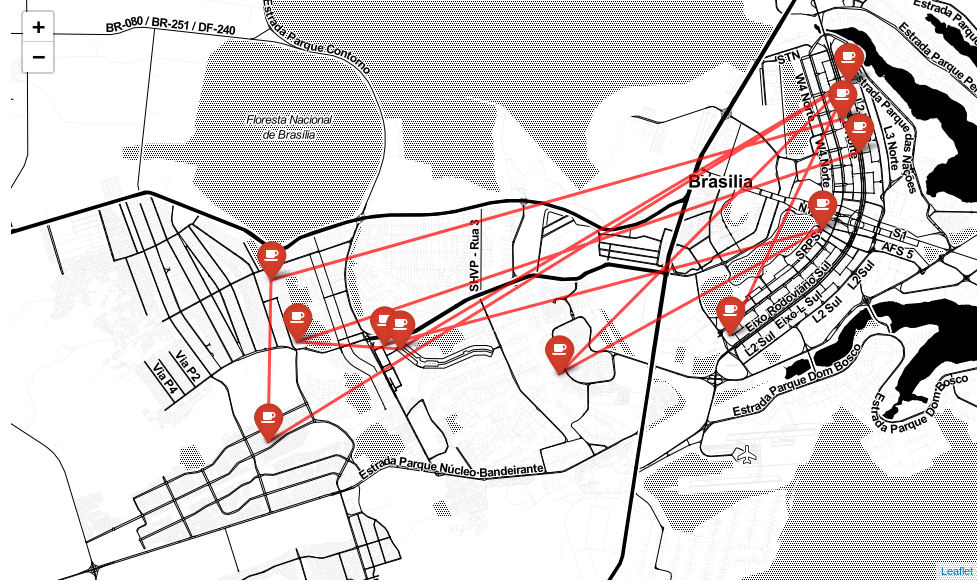 +
−
BR-080 / BR-251 / DF-240
Estrada Parque Contorno
Estrada Parque
Estrada Parque Pe
STN
W4 Norte
Estrada Parque das Nações
L2
Norte
L3 Norte
W4 Norte
Floresta Nacional
de Brasília
Brasília
SHVP - Rua 3
S1
AFS 5
SRPS
Eixo Rodoviário Sul
Eixo L Sul
L2 Sul
L2 Sul
L2 Sul
Via P2
Via P4
Estrada Parque Dom Bosco
Estrada Parque Dom Bosco
Estrada Parque Núcleo-Bandeirante
Leaflet